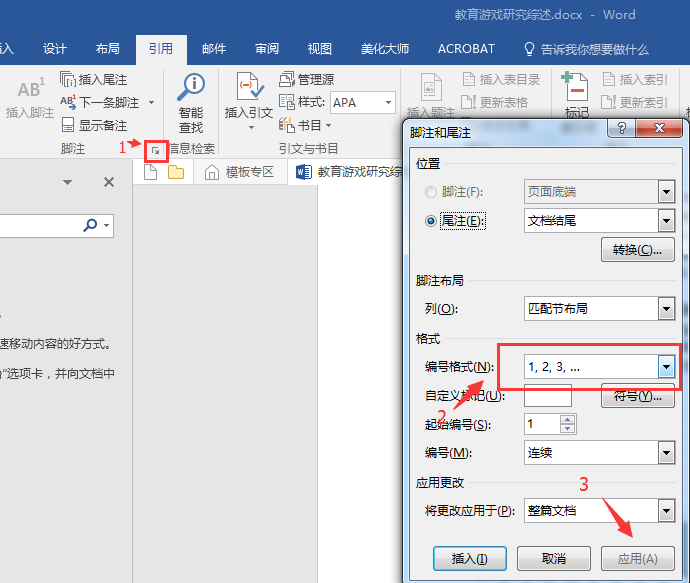 教育游戏研究综述.docx - Word
入 设计 布局 引用 邮件 审阅 视图 美化大师 ACROBAT 告诉我你想要做什么
AB¹
插入脚注
插入尾注
AB¹ 下一条脚注
显示备注
脚注
智能
查找
信息检索
插入引文
管理源
样式: APA
书目
引文与书目
插入题注
插入表目录
更新表格
标记
插入索引
更新索引
1
模板专区
教育游戏研究综
速移动内容的好方式。
"选项卡，并向文档中
脚注和尾注
?
位置
脚注(F): 页面底端
尾注(E): 文档结尾
转换(C)...
脚注布局
列(O): 匹配节布局
格式
编号格式(N): 1, 2, 3, ...
自定义标记(U): 符号(Y)...
2
起始编号(S): 1
编号(M): 连续
应用更改
3
将更改应用于(P): 整篇文档
插入(I) 取消 应用(A)